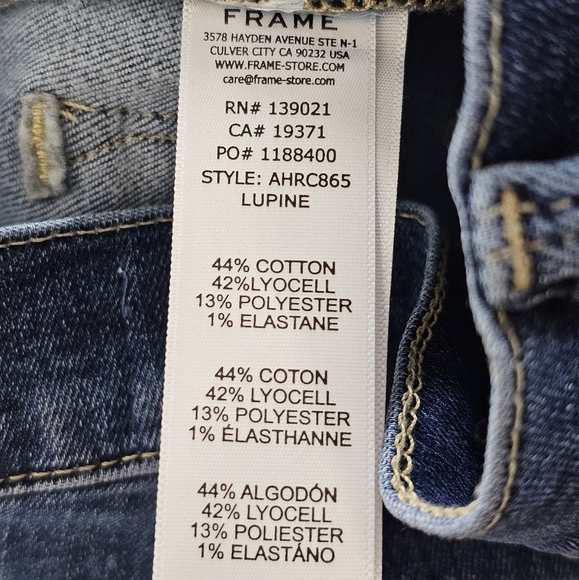 FRAME
3578 HAYDEN AVENUE STE N-1
CULVER CITY CA 90232 USA
WWW.FRAME-STORE.COM
care@frame-store.com
RN# 139021
CA# 19371
PO# 1188400
STYLE: AHRC865
LUPINE
44% COTTON
42%LYOCELL
13% POLYESTER
1% ELASTANE
44% COTON
42% LYOCELL
13% POLYESTER
1% ÉLASTHANNE
44% ALGODÓN
42% LYOCELL
13% POLIESTER
1% ELASTÁNO